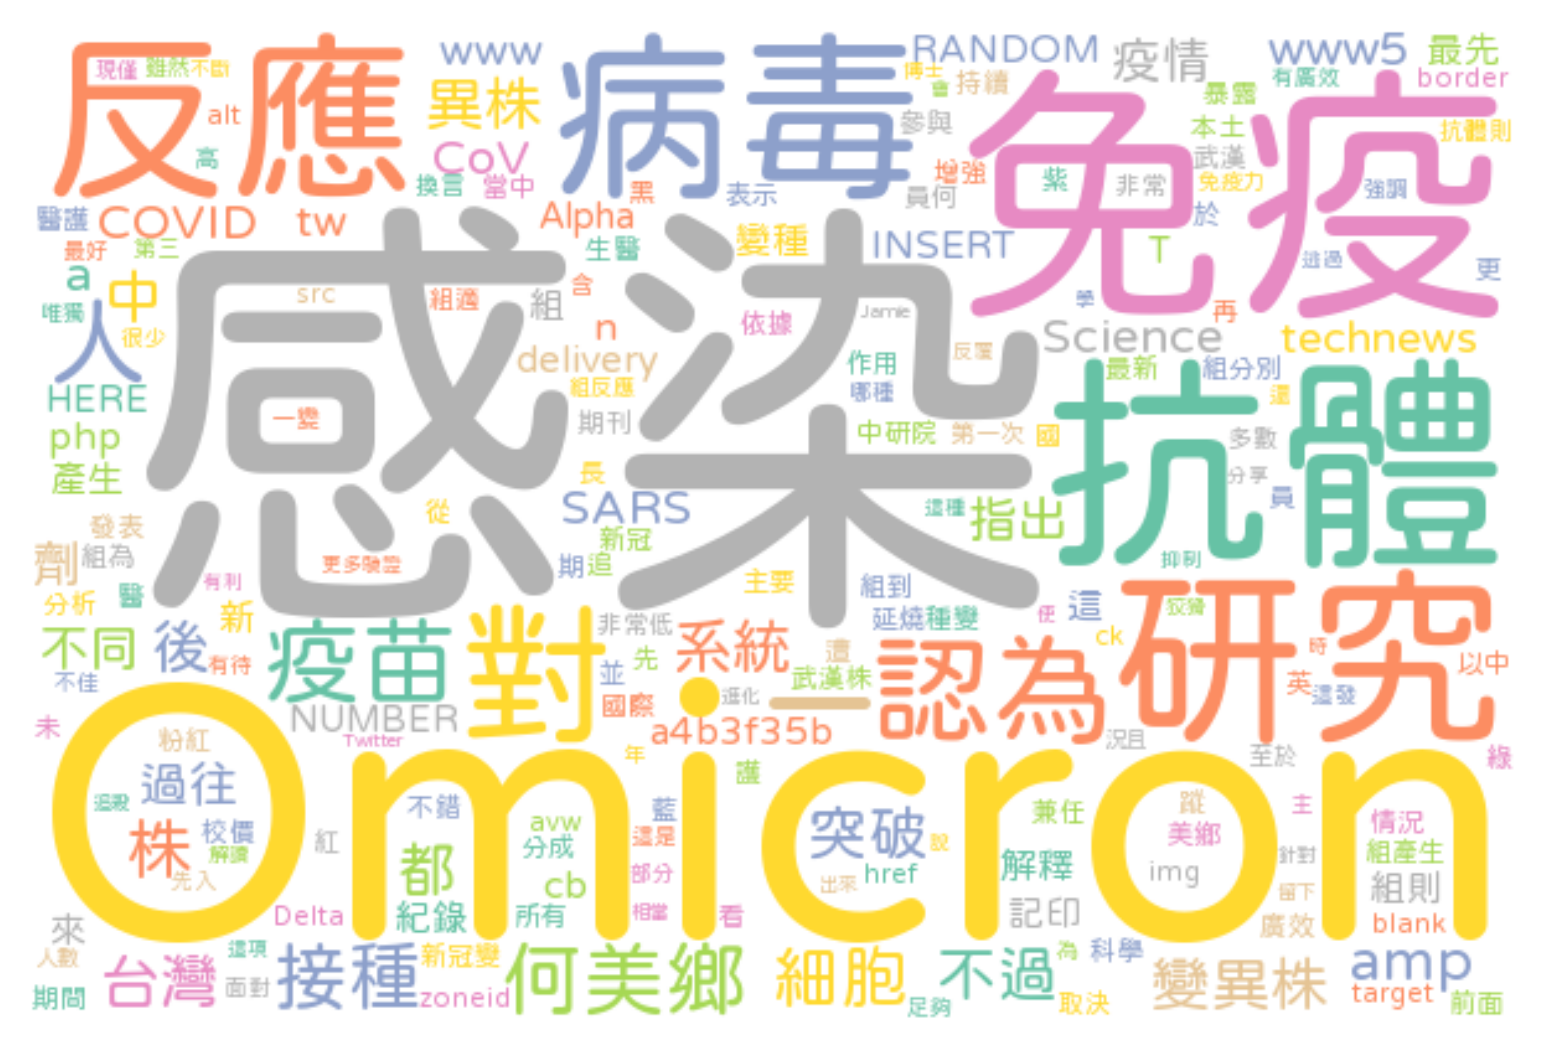 反應
病毒
免疫
感染
抗體
研究
Omicron
www
RANDOM
疫情
www5
最先
現僅
雖然
不斷
異株
博士
會
持續
有廣效
border
alt
暴露
參與
本土
抗體則
高
CoV
武漢
增強
紫
非常
免疫力
強調
換言
當中
黑
表示
員何
於
醫護
COVID
tw
Alpha
變種
INSERT
T
最好
第三
生醫
逃過
更
a
中
src
組適
組
含
Jamie
學
再
唯獨
人
很少
n
依據
Science
technews
delivery
反覆
作用
最新
組分別
HERE
組反應
哪種
還
一變
期刊
php
中研院
第一次
國
多數
產生
長
分享
SARS
從
這種
指出
員
發表
新冠
劑
組為
更多驗證
期
追
抑制
有利
主要
組到
分析
醫
新
非常低
延燒
種變
使
這
狡猾
不同
後
有待
疫苗
對
先
系統
這
認為
ck
時
以中
不佳
並
武漢株
英
這發
NUMBER
國際
進化
一
未
Twitter
a4b3f35b
況且
粉紅
年
至於
綠
過往
護
追殺
不錯
藍
突破
兼任
蹤
主
株
校價
avw
這是
說
美鄉
情況
解讀
紅
分成
解釋
針對
組產生
先入
都
cb
部分
href
img
出來
組則
留下
Delta
紀錄
所有
相當
看
記印
廣效
blank
來
人數
台灣
這項
接種
新冠變
何美鄉
細胞
不過
為
科學
變異株
amp
面對
期間
zoneid
足夠
取決
target
前面